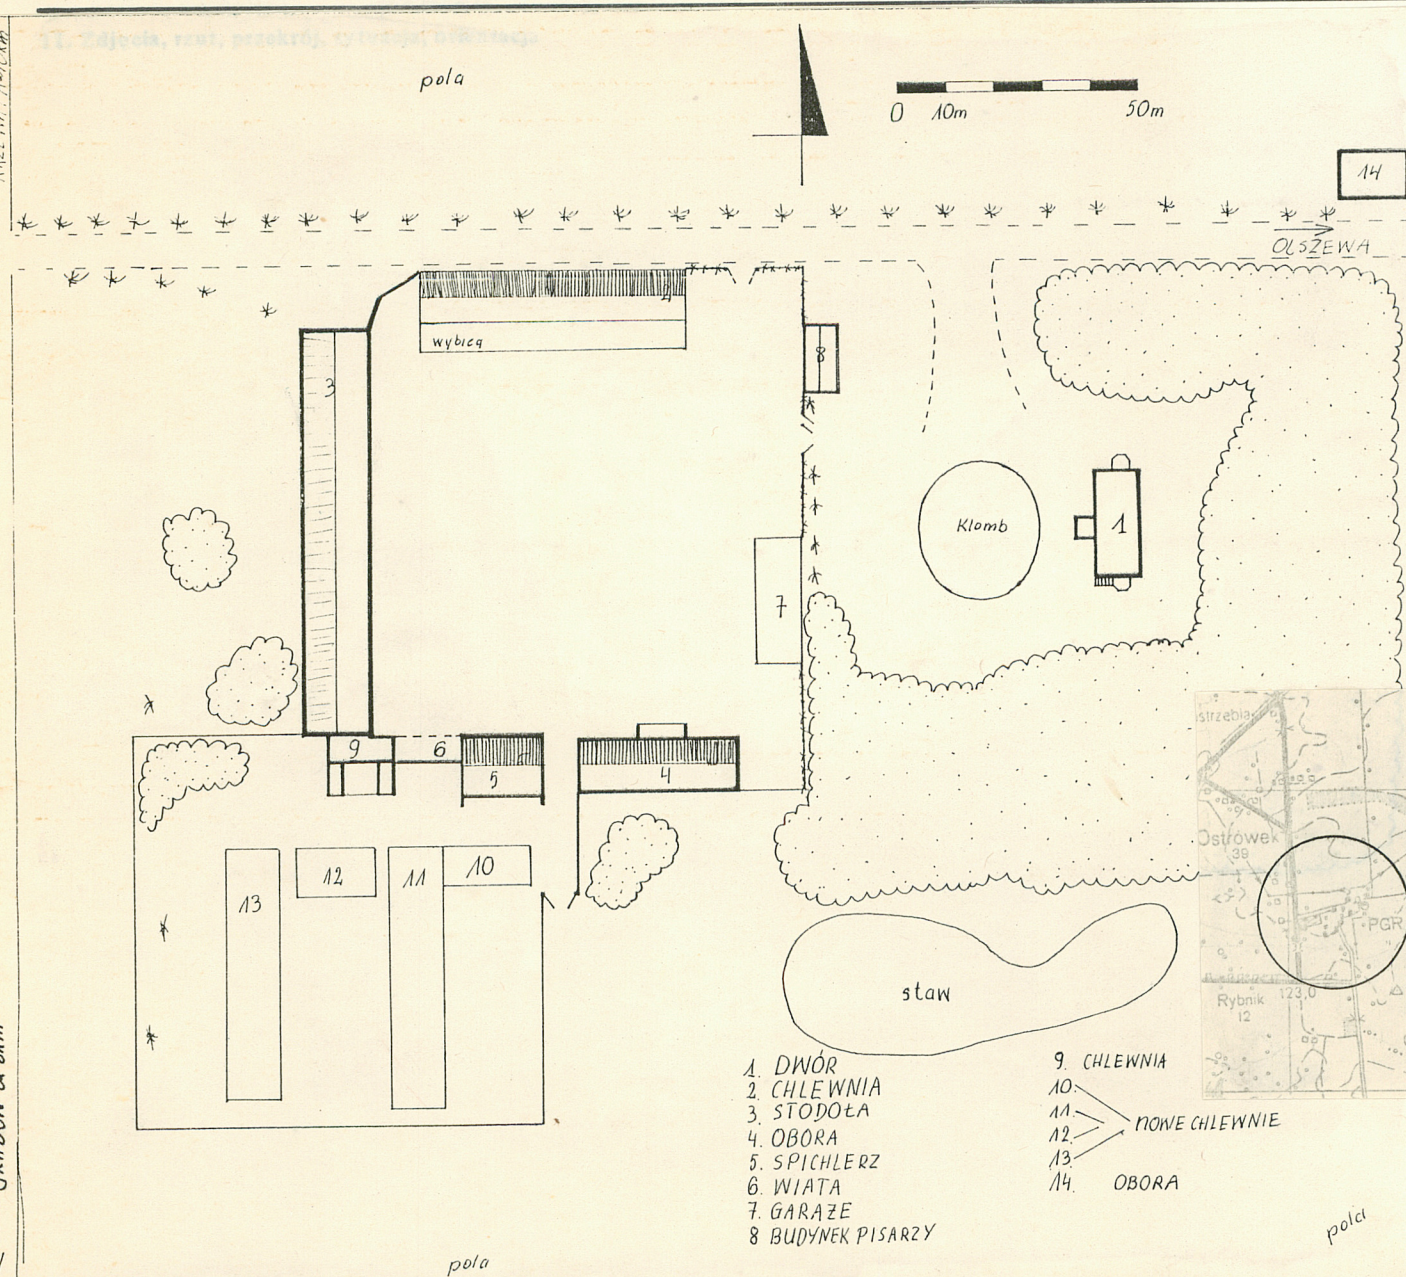 pola
0 10m 50m
14
OLSZEWA
2
wybieg
8
3
Klomb
1
7
9
6
5
4
10
11
12
13
staw
strzębia
Ostrówek
39
PGR
Rybnik
12
123,0
1. DWÓR
2. CHLEWNIA
3. STODOŁA
4. OBORA
5. SPICHLERZ
6. WIATA
7. GARAŻE
8 BUDYNEK PISARZY
9. CHLEWNIA
10.
11.
12.
13.
NOWE CHLEWNIE
14. OBORA
pola
pola